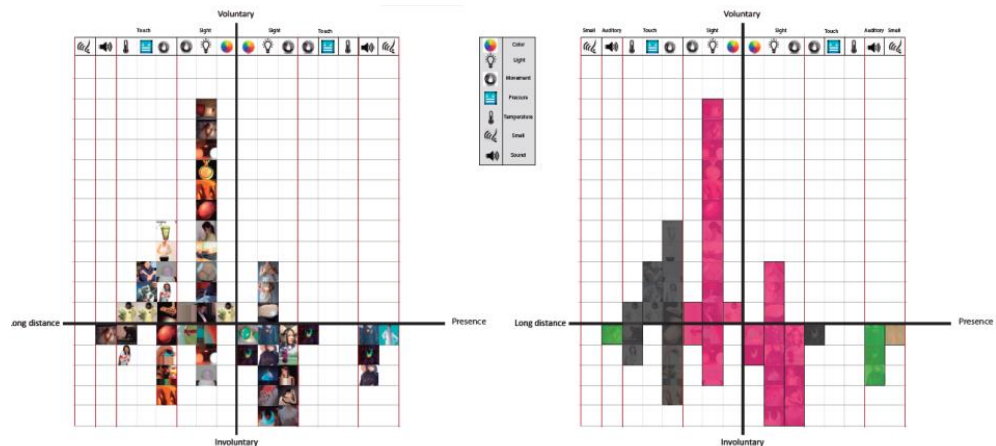 Voluntary
Touch Sight Sight Touch
Long distance
Presence
Involuntary
Color
Light
Movement
Pressure
Temperature
Smell
Sound
Voluntary
Smell Auditory Touch Sight Sight Touch Auditory Smell
Long distance
Presence
Involuntary